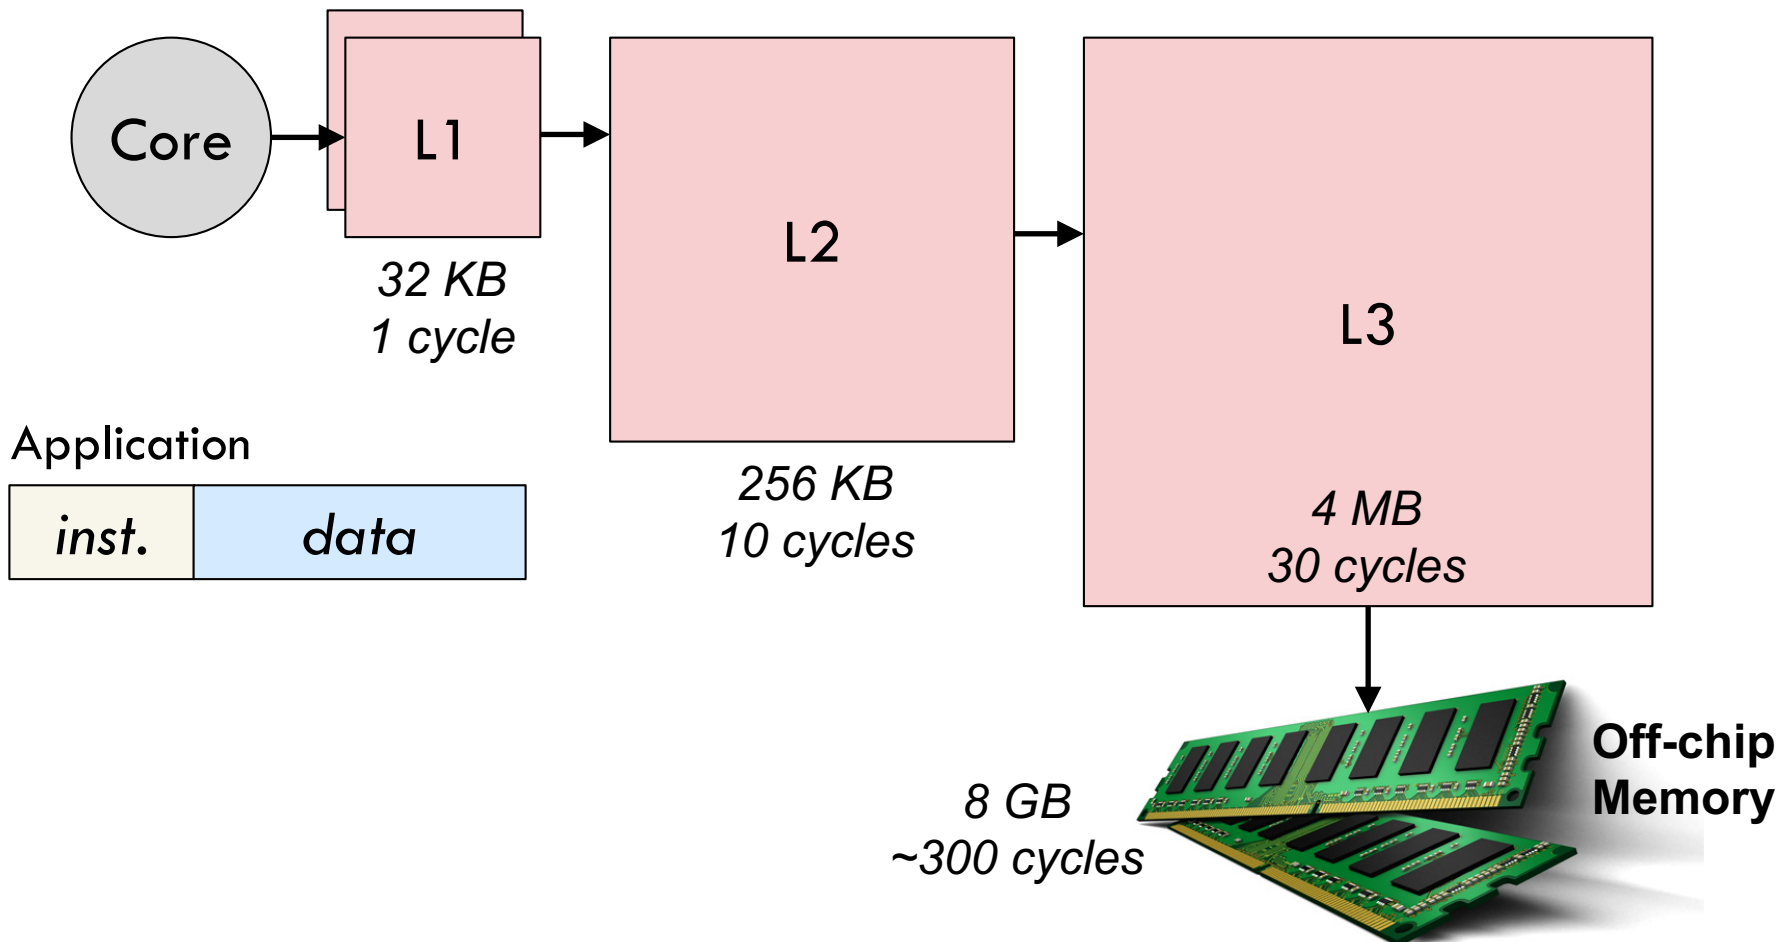 Core
L1
32 KB
1 cycle
L2
256 KB
10 cycles
L3
4 MB
30 cycles
Application
inst.
data
8 GB
~300 cycles
Off-chip
Memory